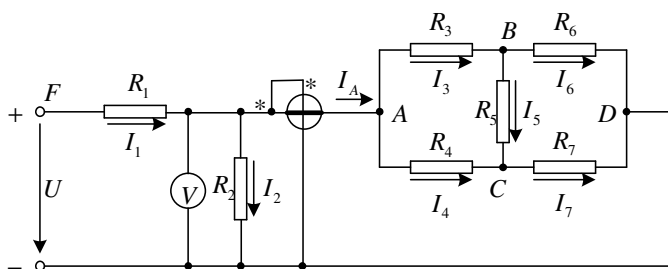 R3 B R6
F R1 * * IA I3 I6
+ A R5 I5 D
I1 R4 R7
U V R2 I2 C
I4 I7
−